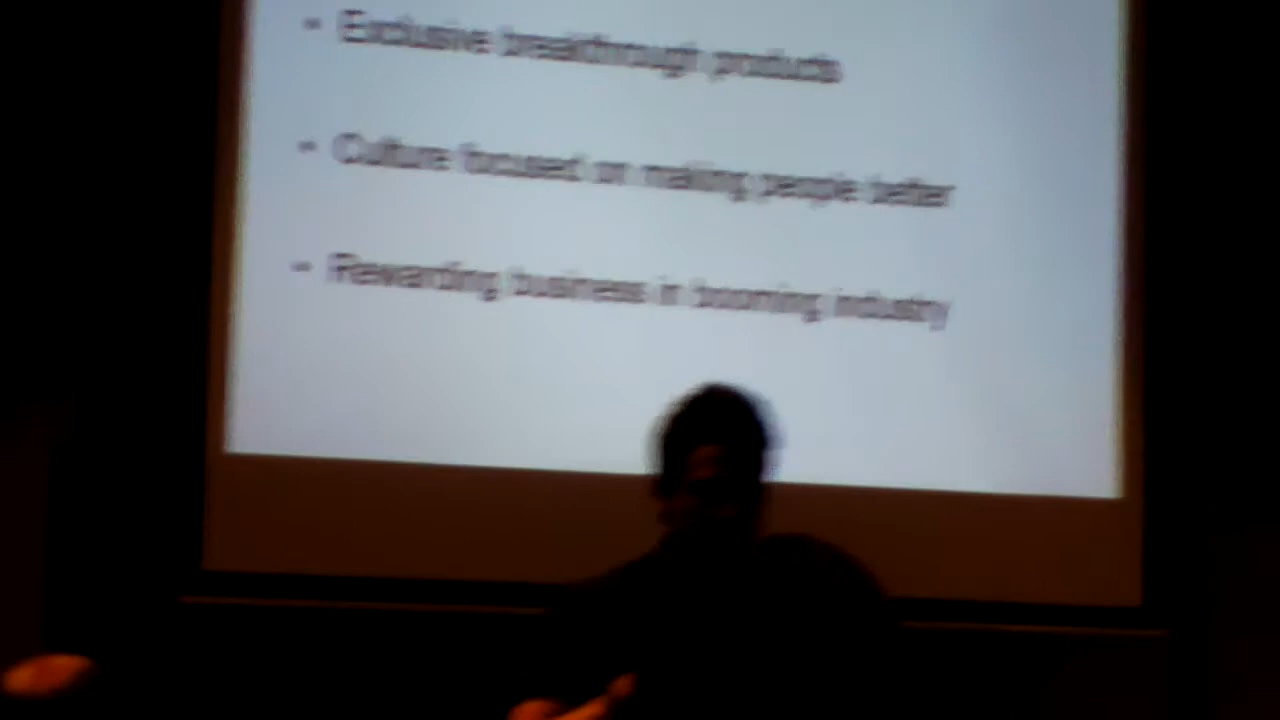 - Exclusive breakthrough products
- Culture focused on making people better
- Rewarding business in booming industry